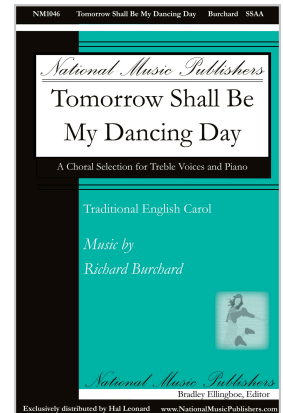 NM1046 Tomorrow Shall Be My Dancing Day Burchard SSAA
National Music Publishers
Tomorrow Shall Be
My Dancing Day
A Choral Selection for Treble Voices and Piano
Traditional English Carol
Music by
Richard Burchard
National Music Publishers
Bradley Ellingboe, Editor
Exclusively distributed by Hal Leonard www.NationalMusicPublishers.com